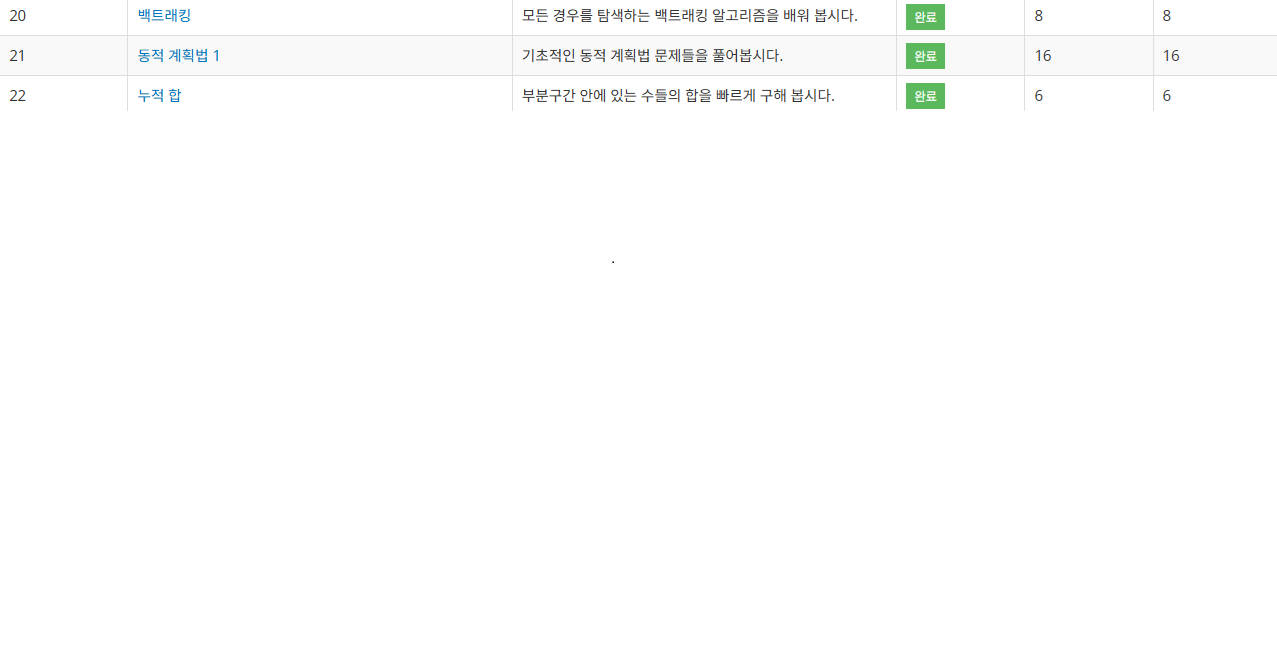 20 백트래킹 모든 경우를 탐색하는 백트래킹 알고리즘을 배워 봅시다. 완료 8 8
21 동적 계획법 1 기초적인 동적 계획법 문제들을 풀어봅시다. 완료 16 16
22 누적 합 부분구간 안에 있는 수들의 합을 빠르게 구해 봅시다. 완료 6 6
.